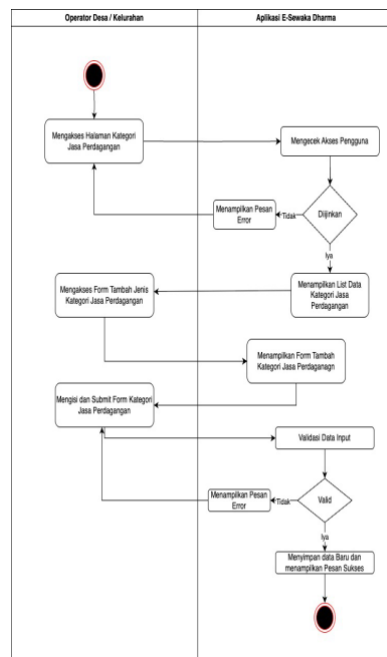 Operator Desa / Kelurahan
Aplikasi E-Sewaka Dharma
Mengakses Halaman Kategori
Jasa Perdagangan
Mengecek Akses Pengguna
Diijinkan
Tidak
Menampilkan Pesan
Error
Iya
Menampilkan List Data
Kategori Jasa
Perdagangan
Mengakses Form Tambah Jenis
Kategori Jasa Perdagangan
Menampilkan Form Tambah
Kategori Jasa Perdaganagn
Mengisi dan Submit Form Kategori
Jasa Perdagangan
Validasi Data Input
Valid
Tidak
Menampilkan Pesan
Error
Iya
Menyimpan data Baru dan
menampilkan Pesan Sukses